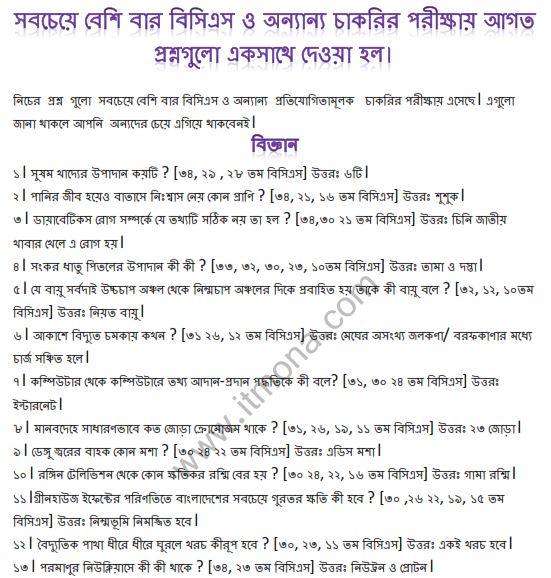 সবচেয়ে বেশি বার বিসিএস ও অন্যান্য চাকরির পরীক্ষায় আগত
প্রশ্নগুলো একসাথে দেওয়া হল।
নিচের প্রশ্ন গুলো সবচেয়ে বেশি বার বিসিএস ও অন্যান্য প্রতিযোগিতামূলক চাকরির পরীক্ষায় এসেছে। এগুলো
জানা থাকলে আপনি অন্যদের চেয়ে এগিয়ে থাকবেনই।
বিজ্ঞান
১। সুষম খাদ্যের উপাদান কয়টি ? [৩৪, ২৯ , ২৮ তম বিসিএস] উত্তরঃ ৬টি।
২। পানির জীব হয়েও বাতাসে নিঃশ্বাস নেয় কোন প্রাণি ? [৩৪, ২১, ১৬ তম বিসিএস] উত্তরঃ শুশুক।
৩। ডায়াবেটিকস রোগ সম্পর্কে যে তথ্যটি সঠিক নয় তা হল ? [৩৪,৩০ ২১ তম বিসিএস] উত্তরঃ চিনি জাতীয়
খাবার খেলে এ রোগ হয়।
৪। সংকর ধাতু পিতলের উপাদান কী কী ? [৩৩, ৩২, ৩০, ২৩, ১০তম বিসিএস] উত্তরঃ তামা ও দস্তা।
৫। যে বায়ু সর্বদাই উচ্চচাপ অঞ্চল থেকে নিম্মচাপ অঞ্চলের দিকে প্রবাহিত হয় তাকে কী বায়ু বলে ? [৩২, ১২, ১০তম
বিসিএস] উত্তরঃ নিয়ত বায়ু।
৬। আকাশে বিদ্যুত চমকায় কখন ? [৩১ ২৬, ১২ তম বিসিএস] উত্তরঃ মেঘের অসংখ্য জলকণা/ বরফকাণার মধ্যে
চার্জ সঞ্চিত হলে।
৭। কম্পিউটার থেকে কম্পিউটারে তথ্য আদান-প্রদান পদ্ধতিকে কী বলে? [৩১, ৩০ ২৪ তম বিসিএস] উত্তরঃ
ইন্টারনেট।
৮। মানবদেহে সাধারণভাবে কত জোড়া ক্রোমোজম থাকে ? [৩১, ২৬, ১৯, ১১ তম বিসিএস] উত্তরঃ ২৩ জোড়া।
৯। ডেঙ্গু জ্বরের বাহক কোন মশা ? [৩০ ২৪ ২২ তম বিসিএস] উত্তরঃ এডিস মশা।
১০। রঙ্গিন টেলিভিশন থেকে কোন ক্ষতিকর রশ্মি বের হয় ? [৩০ ২৪, ২২, ১৬ তম বিসিএস] উত্তরঃ গামা রশ্মি।
১১।গ্রীনহাউজ ইফেক্টের পরিণতিতে বাংলাদেশের সবচেয়ে গুরতর ক্ষতি কী হবে ? [৩০ ,২৬ ২২, ১৯, ১৫ তম
বিসিএস] উত্তরঃ নিম্মভূমি নিমজ্জিত হবে।
১২। বৈদ্যুতিক পাখা ধীরে ধীরে ঘুরলে খরচ কীরূপ হবে ? [৩০, ২৩, ১১ তম বিসিএস] উত্তরঃ একই খরচ হবে।
১৩। পরমাণুর নিউক্লিয়াসে কী কী থাকে ? [৩৪, ২৩ তম বিসিএস] উত্তরঃ নিউট্রন ও প্রোটন।
www.itmona.com